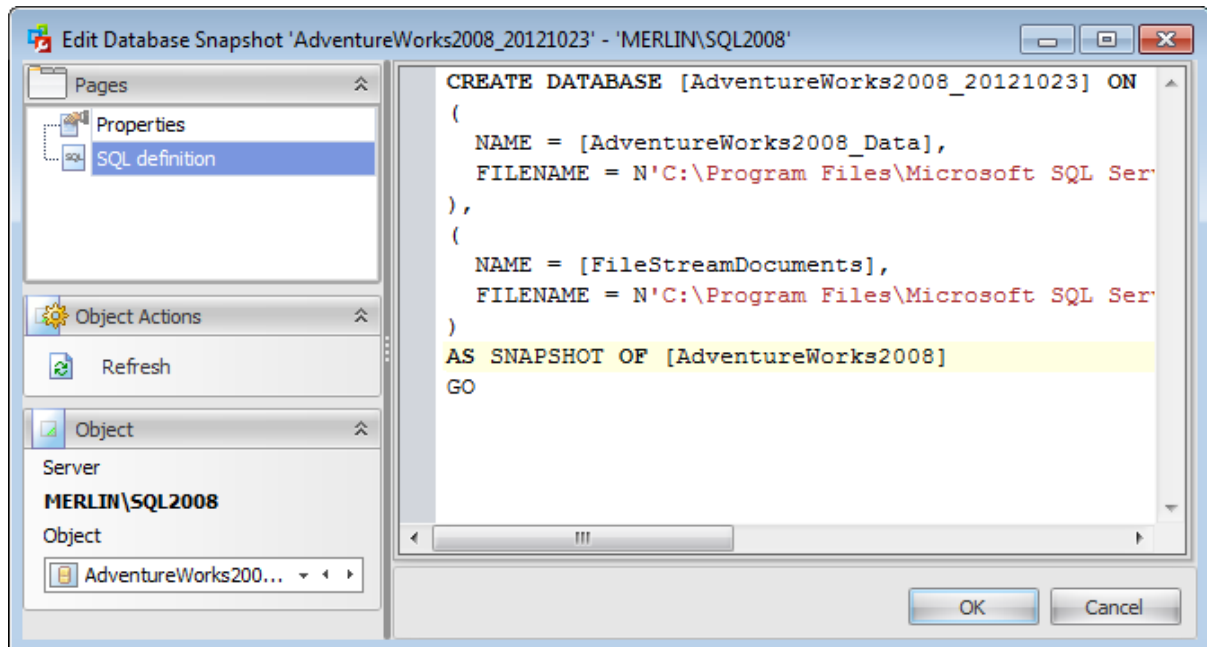 Edit Database Snapshot 'AdventureWorks2008_20121023' - 'MERLIN\SQL2008'
Pages
Properties
SQL definition
Object Actions
Refresh
Object
Server
MERLIN\SQL2008
Object
AdventureWorks200...
CREATE DATABASE [AdventureWorks2008_20121023] ON
(
NAME = [AdventureWorks2008_Data],
FILENAME = N'C:\Program Files\Microsoft SQL Ser
),
(
NAME = [FileStreamDocuments],
FILENAME = N'C:\Program Files\Microsoft SQL Ser
)
AS SNAPSHOT OF [AdventureWorks2008]
GO
OK
Cancel